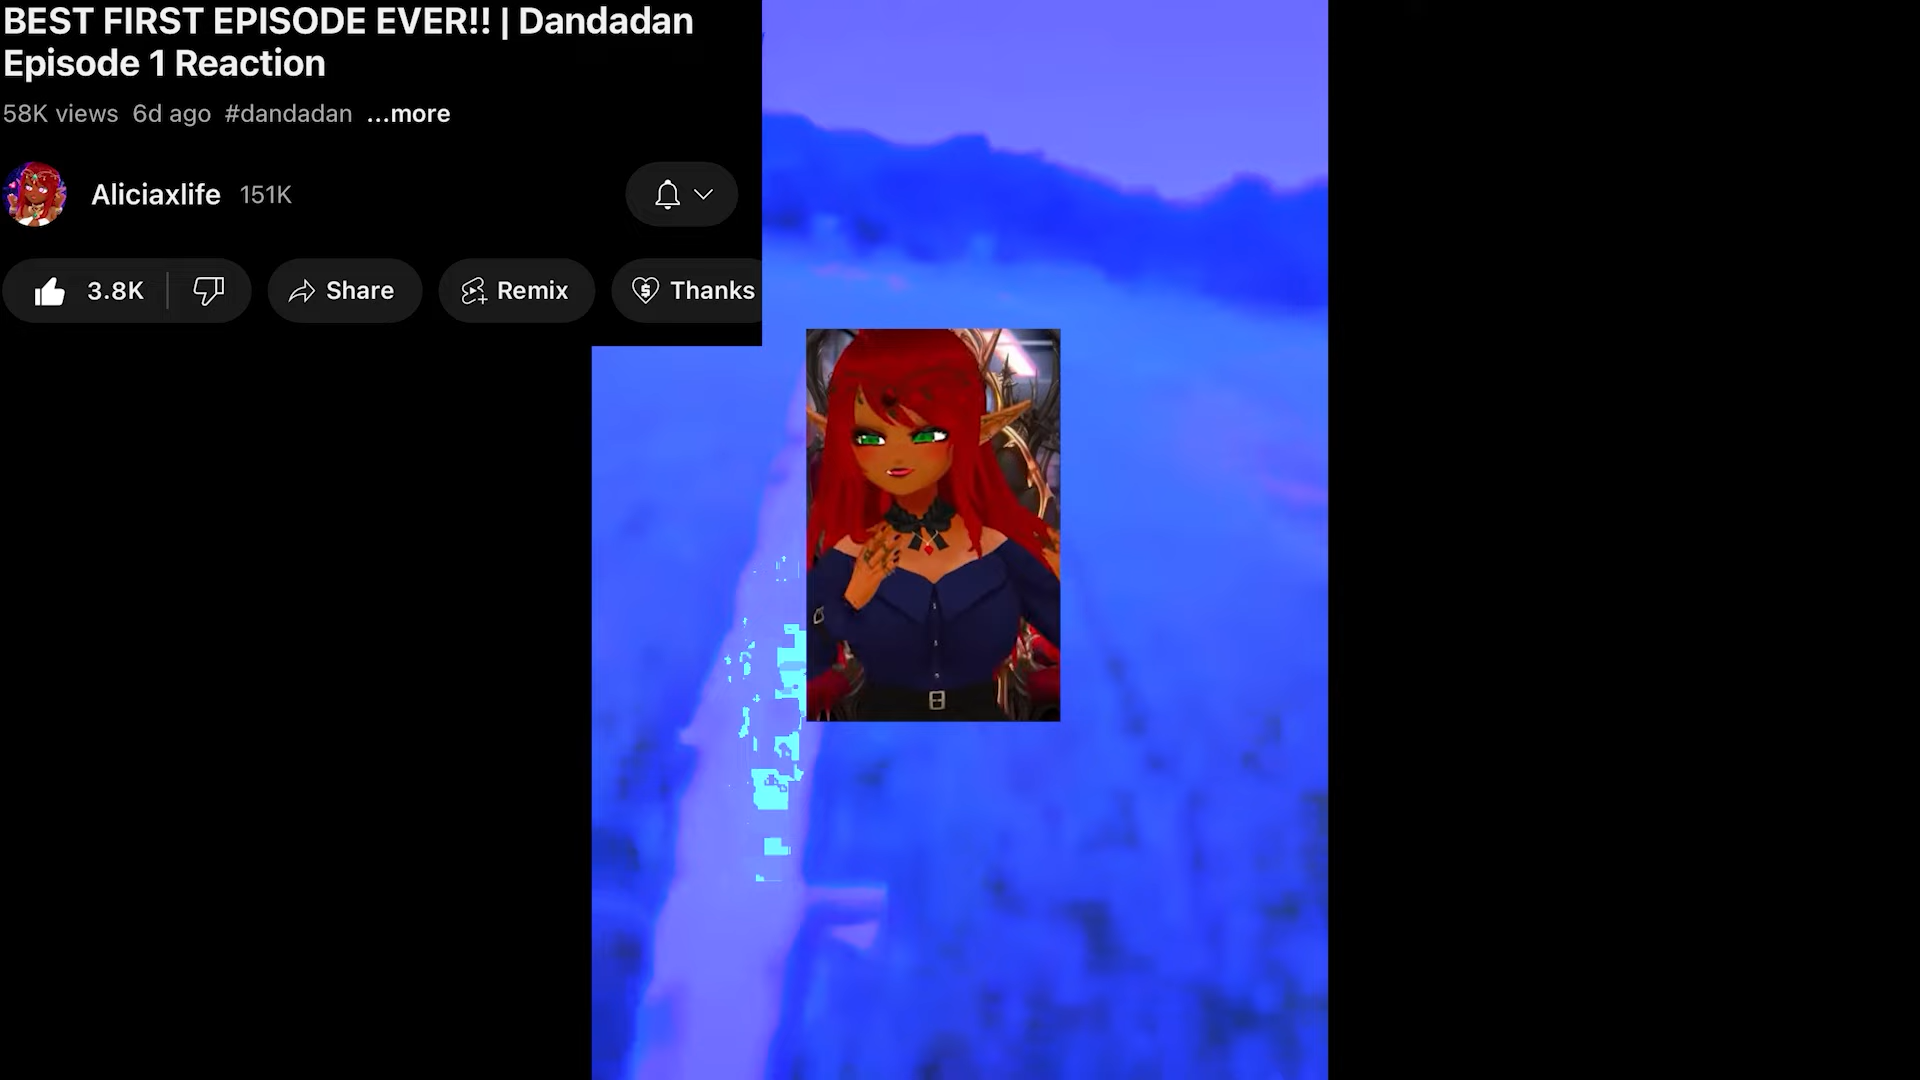 BEST FIRST EPISODE EVER!! | Dandadan
Episode 1 Reaction
58K views 6d ago #dandadan ...more
Aliciaxlife 151K
3.8K Share Remix Thanks